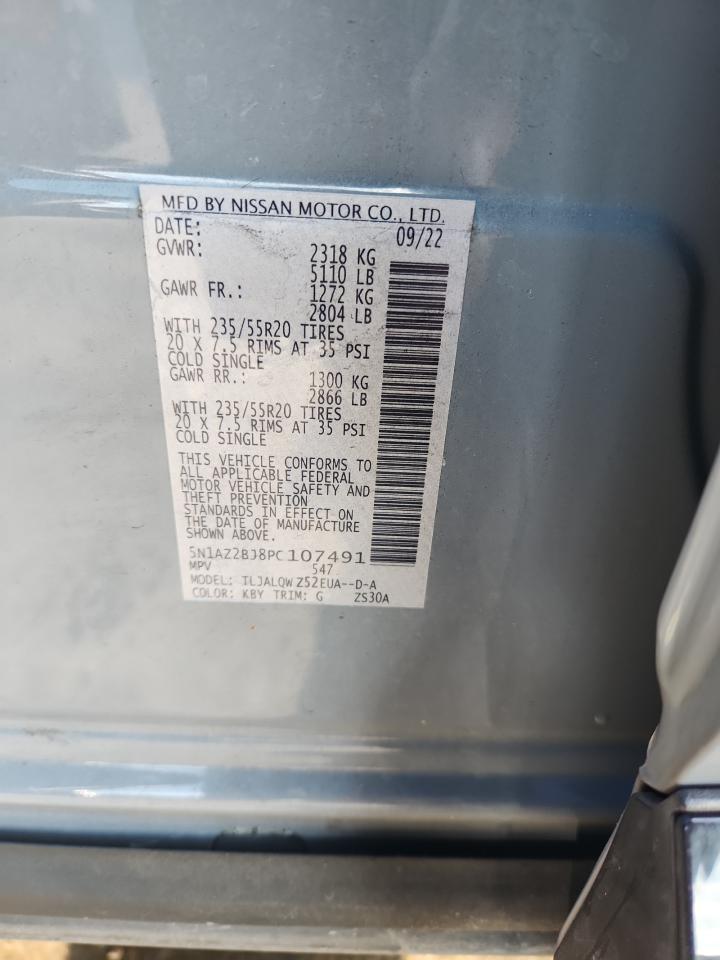 MFD BY NISSAN MOTOR CO., LTD.
DATE: 09/22
GVWR: 2318 KG
5110 LB
GAWR FR.: 1272 KG
2804 LB
WITH 235/55R20 TIRES
20 X 7.5 RIMS AT 35 PSI
COLD SINGLE
GAWR RR.: 1300 KG
2866 LB
WITH 235/55R20 TIRES
20 X 7.5 RIMS AT 35 PSI
COLD SINGLE
THIS VEHICLE CONFORMS TO
ALL APPLICABLE FEDERAL
MOTOR VEHICLE SAFETY AND
THEFT PREVENTION
STANDARDS IN EFFECT ON
THE DATE OF MANUFACTURE
SHOWN ABOVE.
5N1AZ2BJ8PC107491
MPV 547
MODEL: TLJALQW Z52EUA--D-A
COLOR: KBY TRIM: G ZS30A